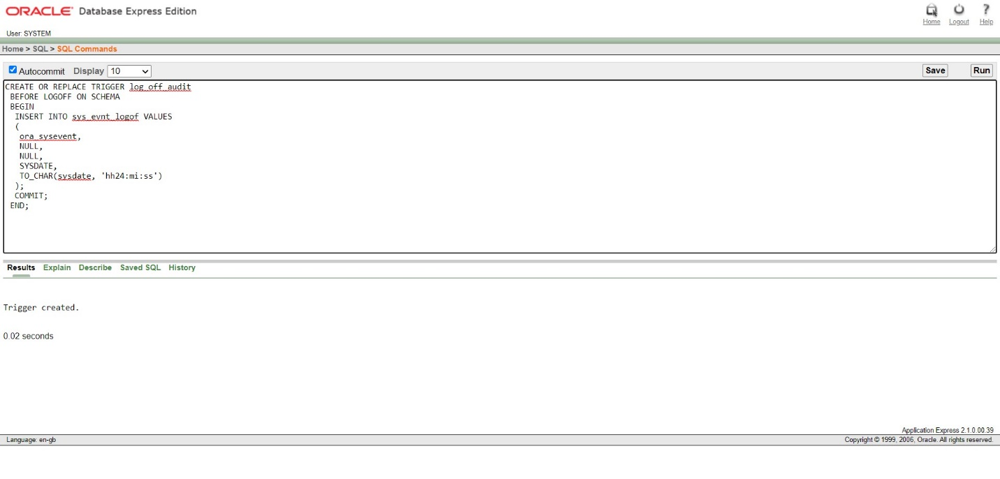 ORACLE Database Express Edition
Home Logout Help
User: SYSTEM
Home > SQL > SQL Commands
Autocommit Display 10 Save Run
CREATE OR REPLACE TRIGGER log_off_audit
BEFORE LOGOFF ON SCHEMA
BEGIN
INSERT INTO sys_evnt_logof VALUES
(
ora_sysevent,
NULL,
NULL,
SYSDATE,
TO_CHAR(sysdate, 'hh24:mi:ss')
);
COMMIT;
END;
Results Explain Describe Saved SQL History
Trigger created.
0.02 seconds
Application Express 2.1.0.00.39
Language: en-gb Copyright © 1999, 2006, Oracle. All rights reserved.